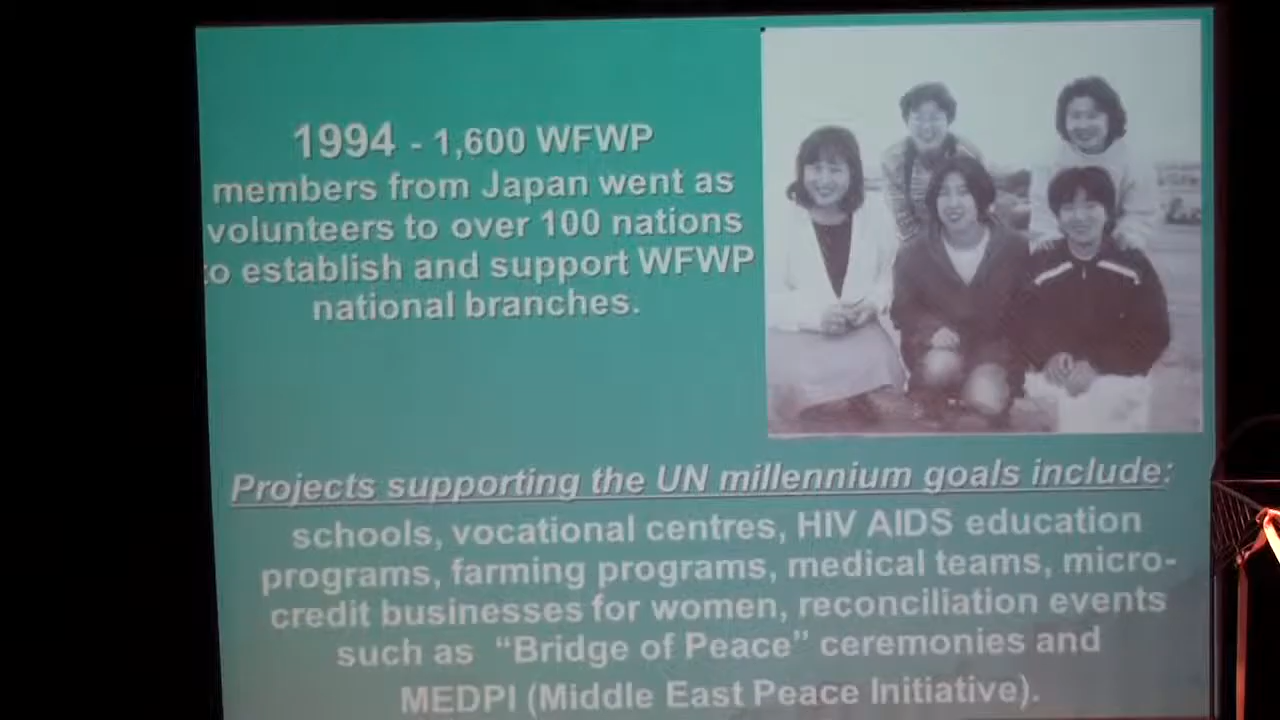 1994 - 1,600 WFWP
members from Japan went as
volunteers to over 100 nations
to establish and support WFWP
national branches.
Projects supporting the UN millennium goals include:
schools, vocational centres, HIV AIDS education
programs, farming programs, medical teams, micro-
credit businesses for women, reconciliation events
such as “Bridge of Peace” ceremonies and
MEDPI (Middle East Peace Initiative).